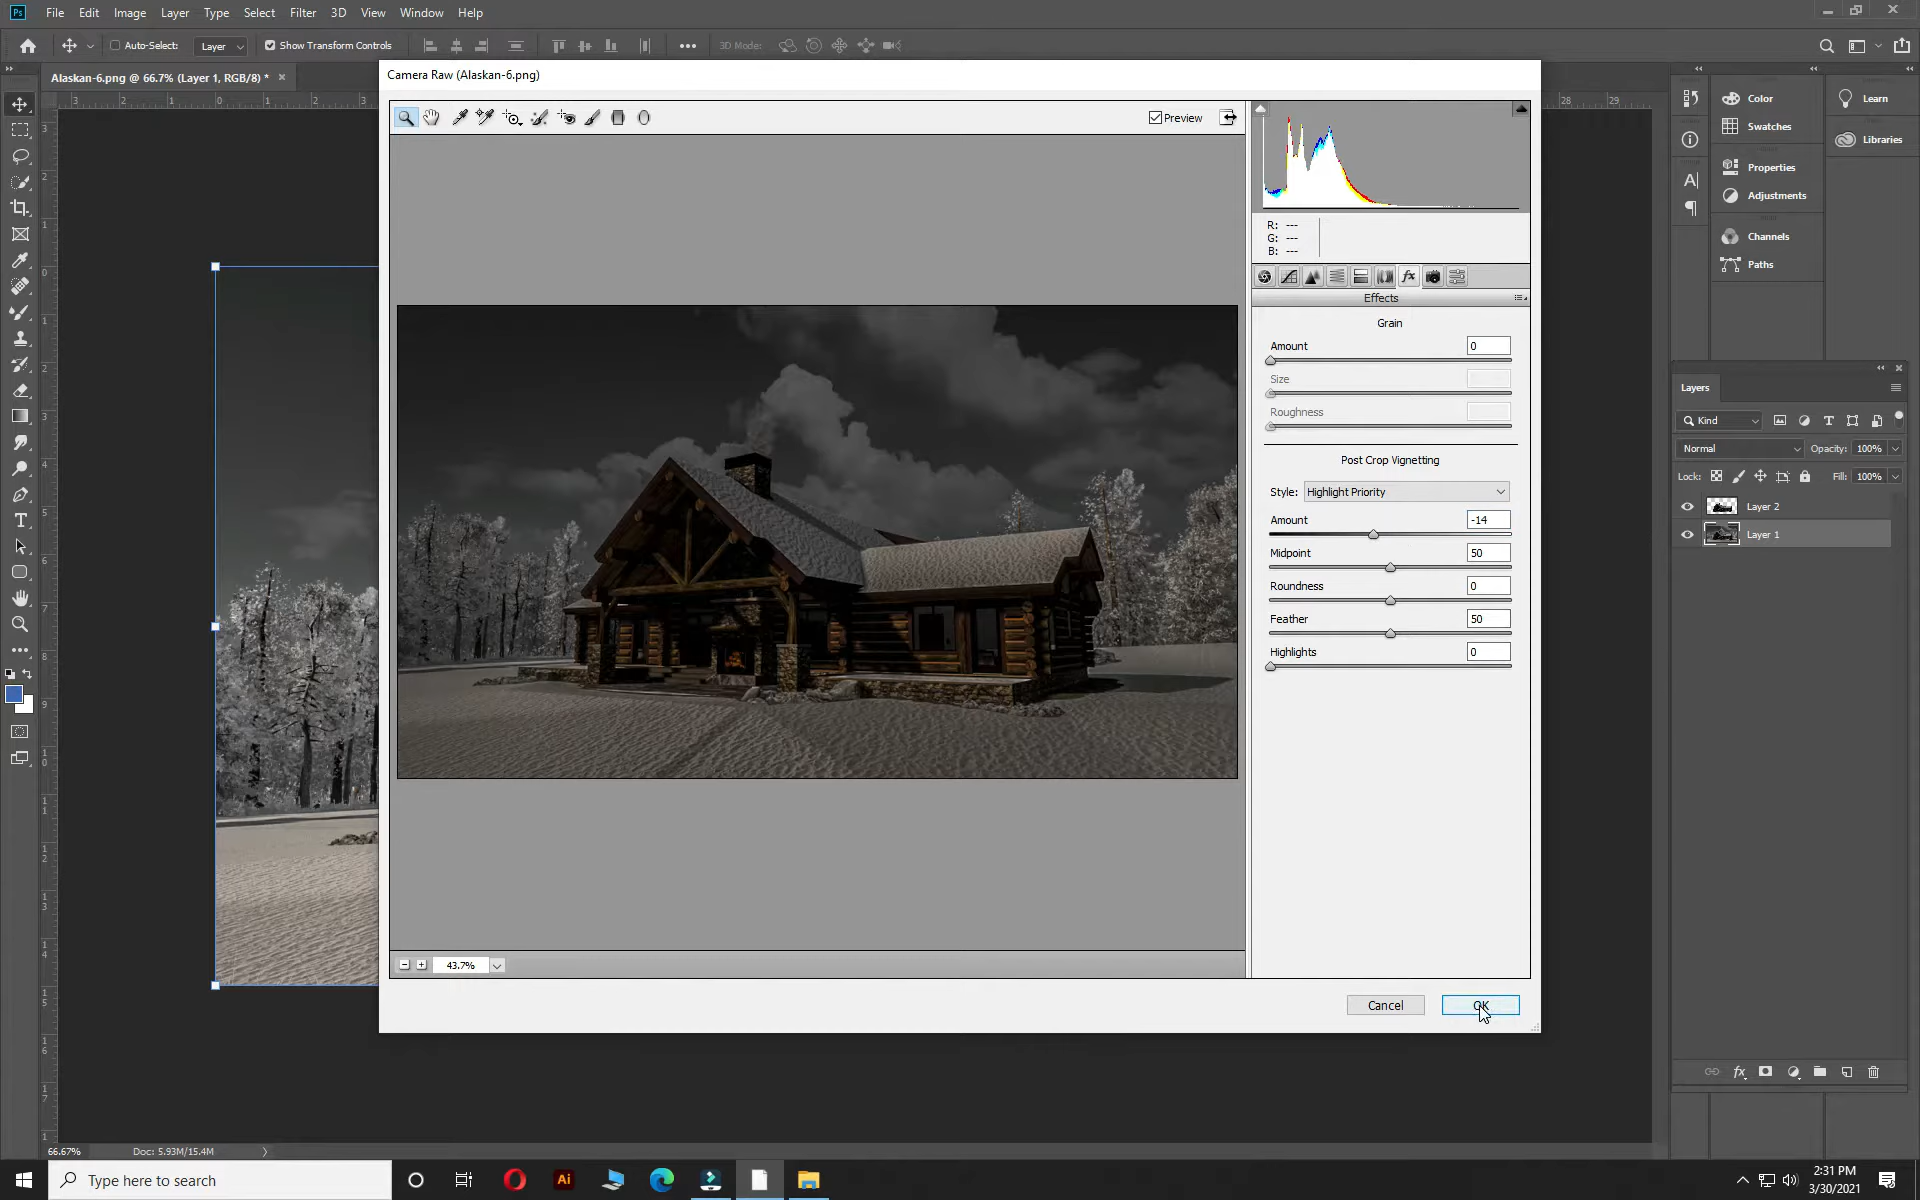 Ps File Edit Image Layer Type Select Filter 3D View Window Help
Auto-Select: Layer Show Transform Controls 3D Mode:
Alaskan-6.png @ 66.7% (Layer 1, RGB/8) *
Camera Raw (Alaskan-6.png)
Preview
R: ---
G: ---
B: ---
Effects
Grain
Amount 0
Size
Roughness
Post Crop Vignetting
Style: Highlight Priority
Amount -14
Midpoint 50
Roundness 0
Feather 50
Highlights 0
43.7%
Cancel OK
Color
Swatches
Properties
Adjustments
Channels
Paths
Learn
Libraries
Layers
Kind
Normal Opacity: 100%
Lock: Fill: 100%
Layer 2
Layer 1
66.67% Doc: 5.93M/15.4M
Type here to search
Ai
2:31 PM
3/30/2021